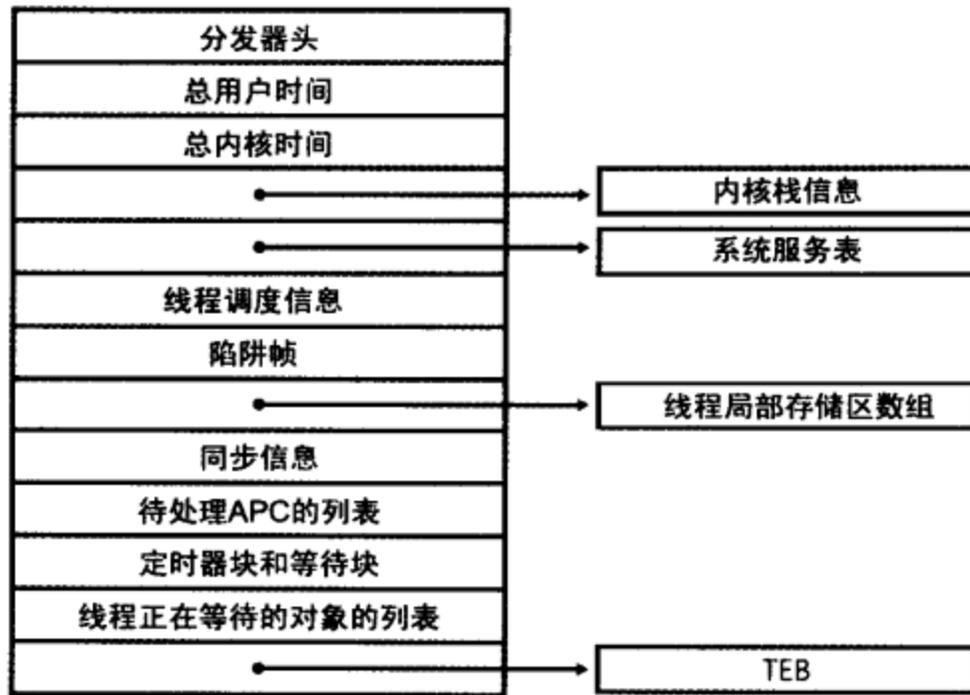 分发器头
总用户时间
总内核时间
内核栈信息
系统服务表
线程调度信息
陷阱帧
线程局部存储区数组
同步信息
待处理APC的列表
定时器块和等待块
线程正在等待的对象的列表
TEB